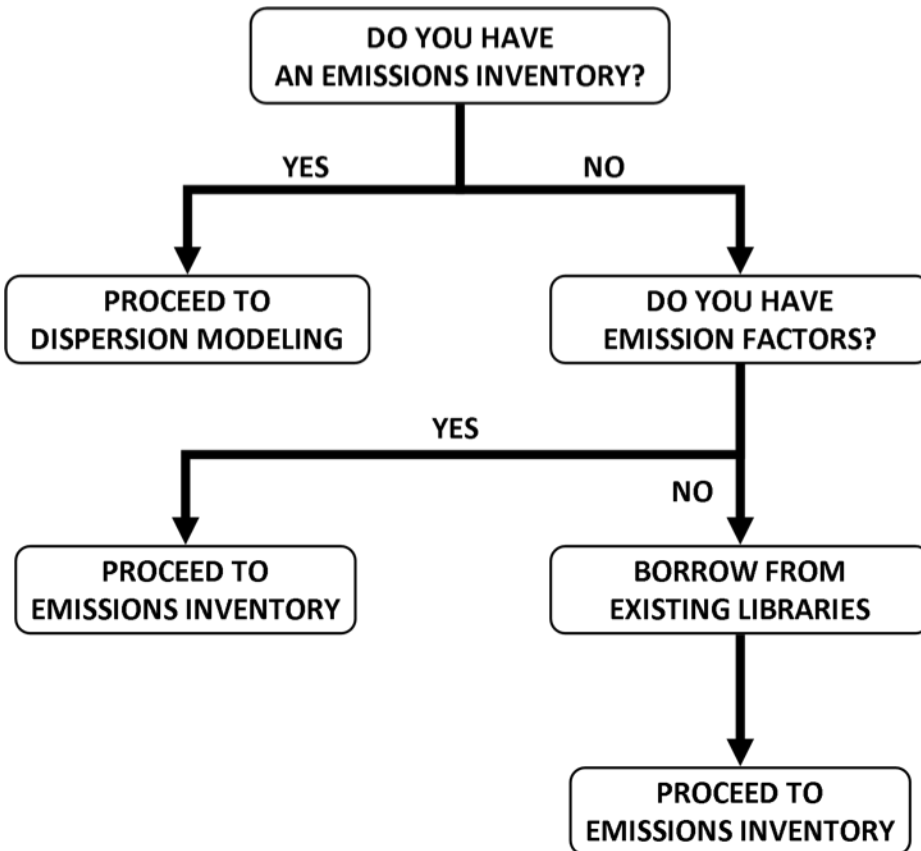 DO YOU HAVE
AN EMISSIONS INVENTORY?
YES
NO
PROCEED TO
DISPERSION MODELING
DO YOU HAVE
EMISSION FACTORS?
YES
NO
PROCEED TO
EMISSIONS INVENTORY
BORROW FROM
EXISTING LIBRARIES
PROCEED TO
EMISSIONS INVENTORY